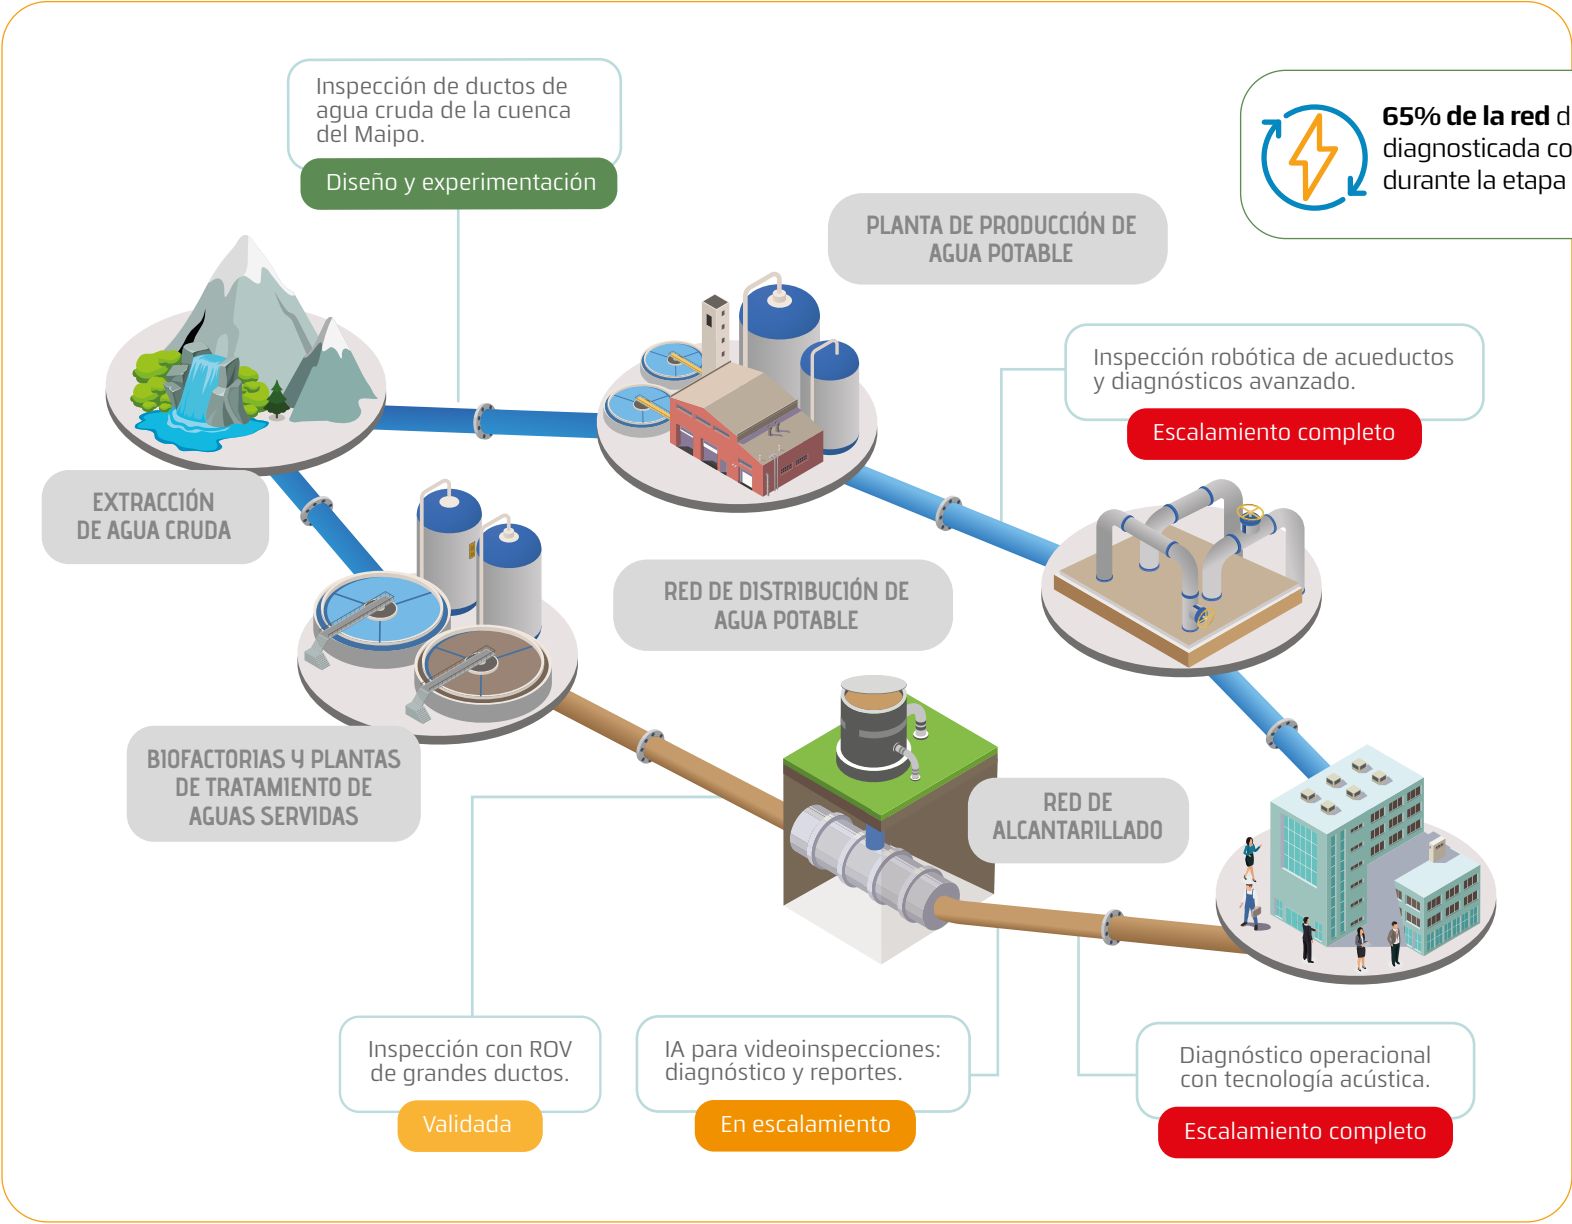 Inspección de ductos de
agua cruda de la cuenca
del Maipo.
Diseño y experimentación
65% de la red
diagnosticada
durante la etapa
PLANTA DE PRODUCCIÓN DE
AGUA POTABLE
Inspección robótica de acueductos
y diagnósticos avanzado.
Escalamiento completo
EXTRACCIÓN
DE AGUA CRUDA
RED DE DISTRIBUCIÓN DE
AGUA POTABLE
BIOFACTORIAS Y PLANTAS
DE TRATAMIENTO DE
AGUAS SERVIDAS
RED DE
ALCANTARILLADO
Inspección con ROV
de grandes ductos.
Validada
IA para videoinspecciones:
diagnóstico y reportes.
En escalamiento
Diagnóstico operacional
con tecnología acústica.
Escalamiento completo